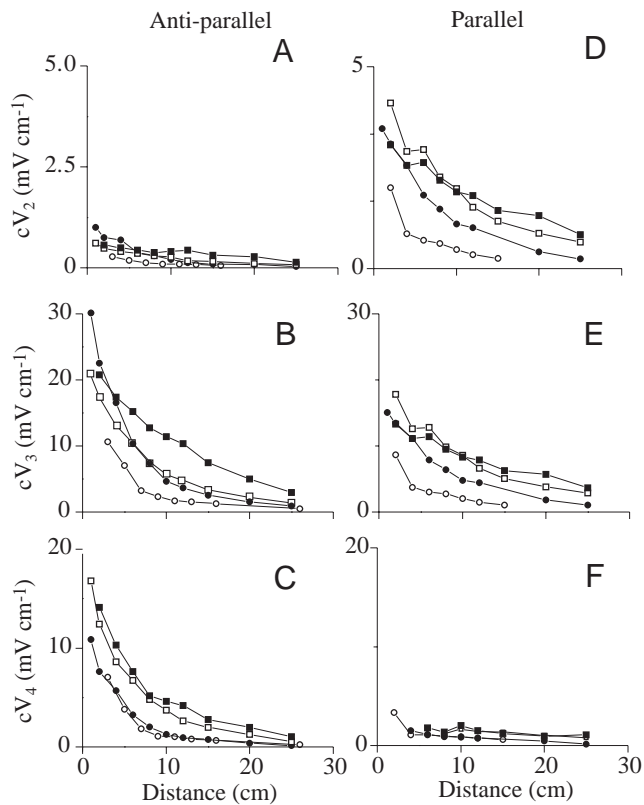 Anti-parallel
Parallel
A
D
5.0
2.5
0
cV2 (mV cm-1)
5
0
B
E
30
20
10
0
cV3 (mV cm-1)
30
0
C
F
20
10
0
cV4 (mV cm-1)
20
0
0
10
20
30
0
10
20
30
Distance (cm)
Distance (cm)